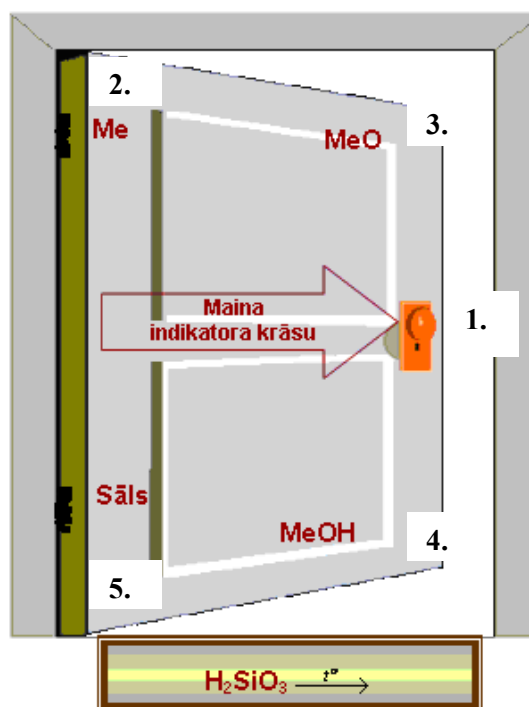 2.
3.
Me
MeO
Maina
indikatora krāsu
1.
Sāls
MeOH
4.
5.
H₂SiO₃ —t°→